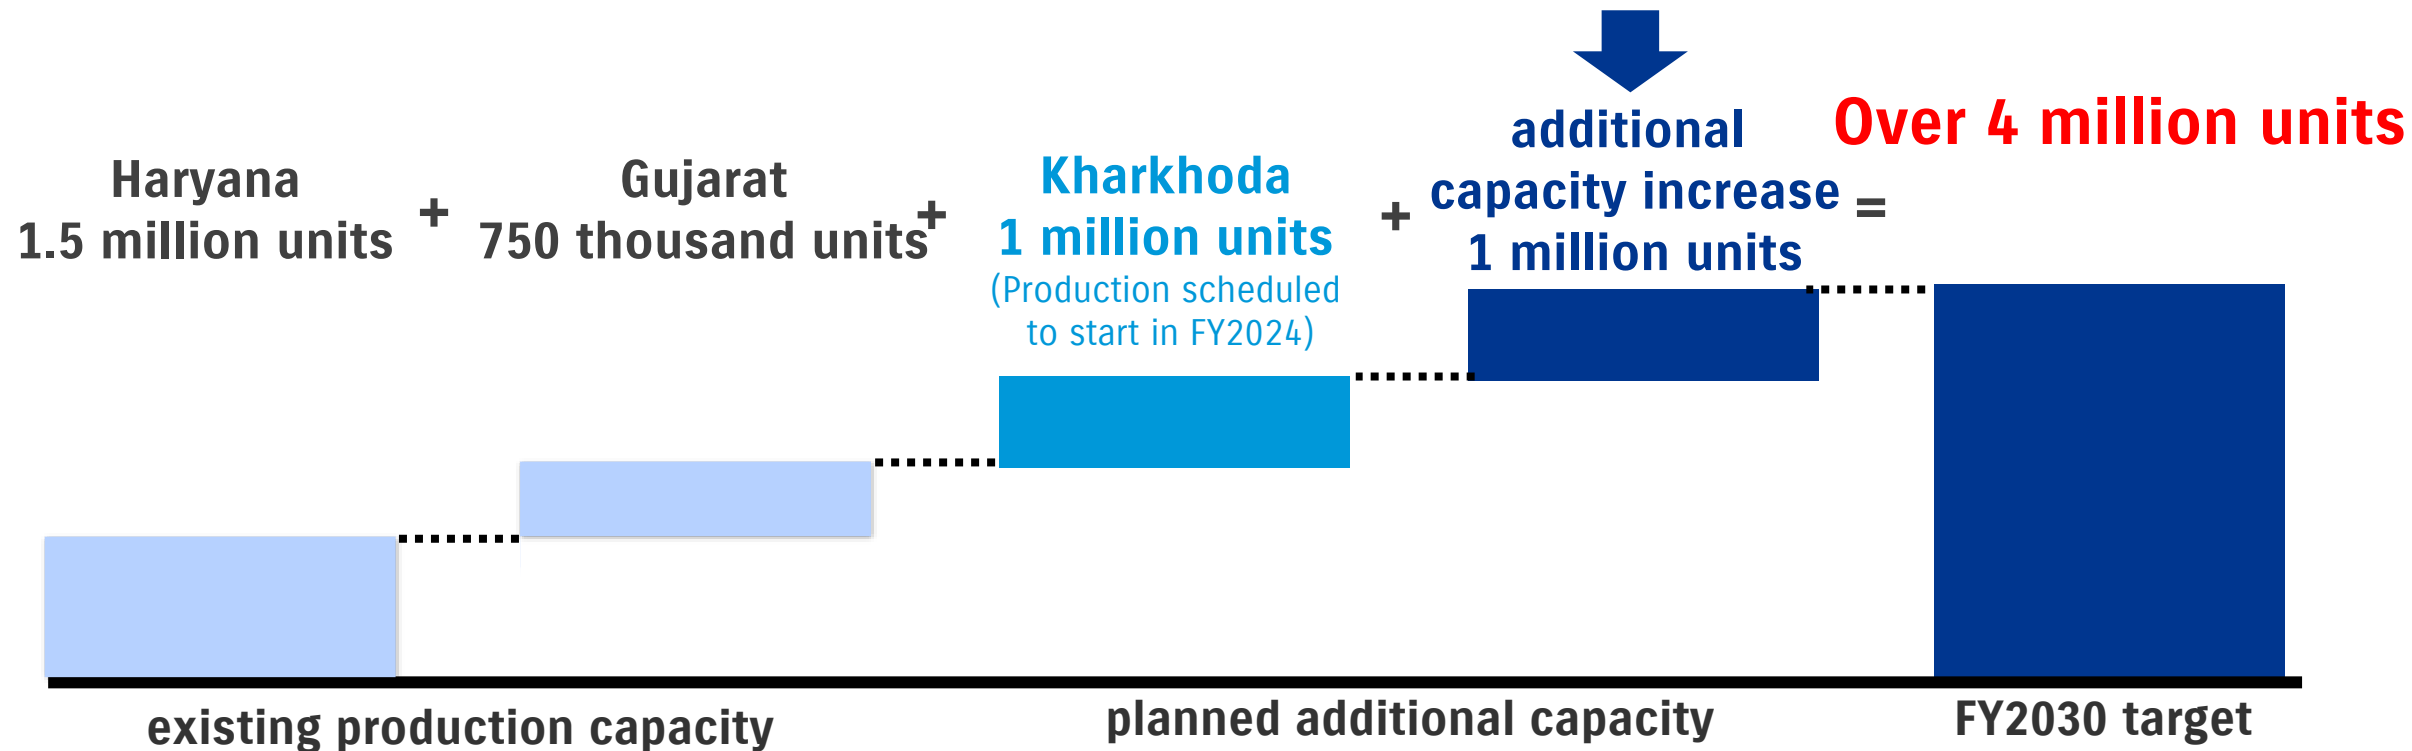 Haryana
1.5 million units
+
Gujarat
750 thousand units
+
Kharkhoda
1 million units
(Production scheduled
to start in FY2024)
+
additional
capacity increase
1 million units
=
Over 4 million units
existing production capacity
planned additional capacity
FY2030 target